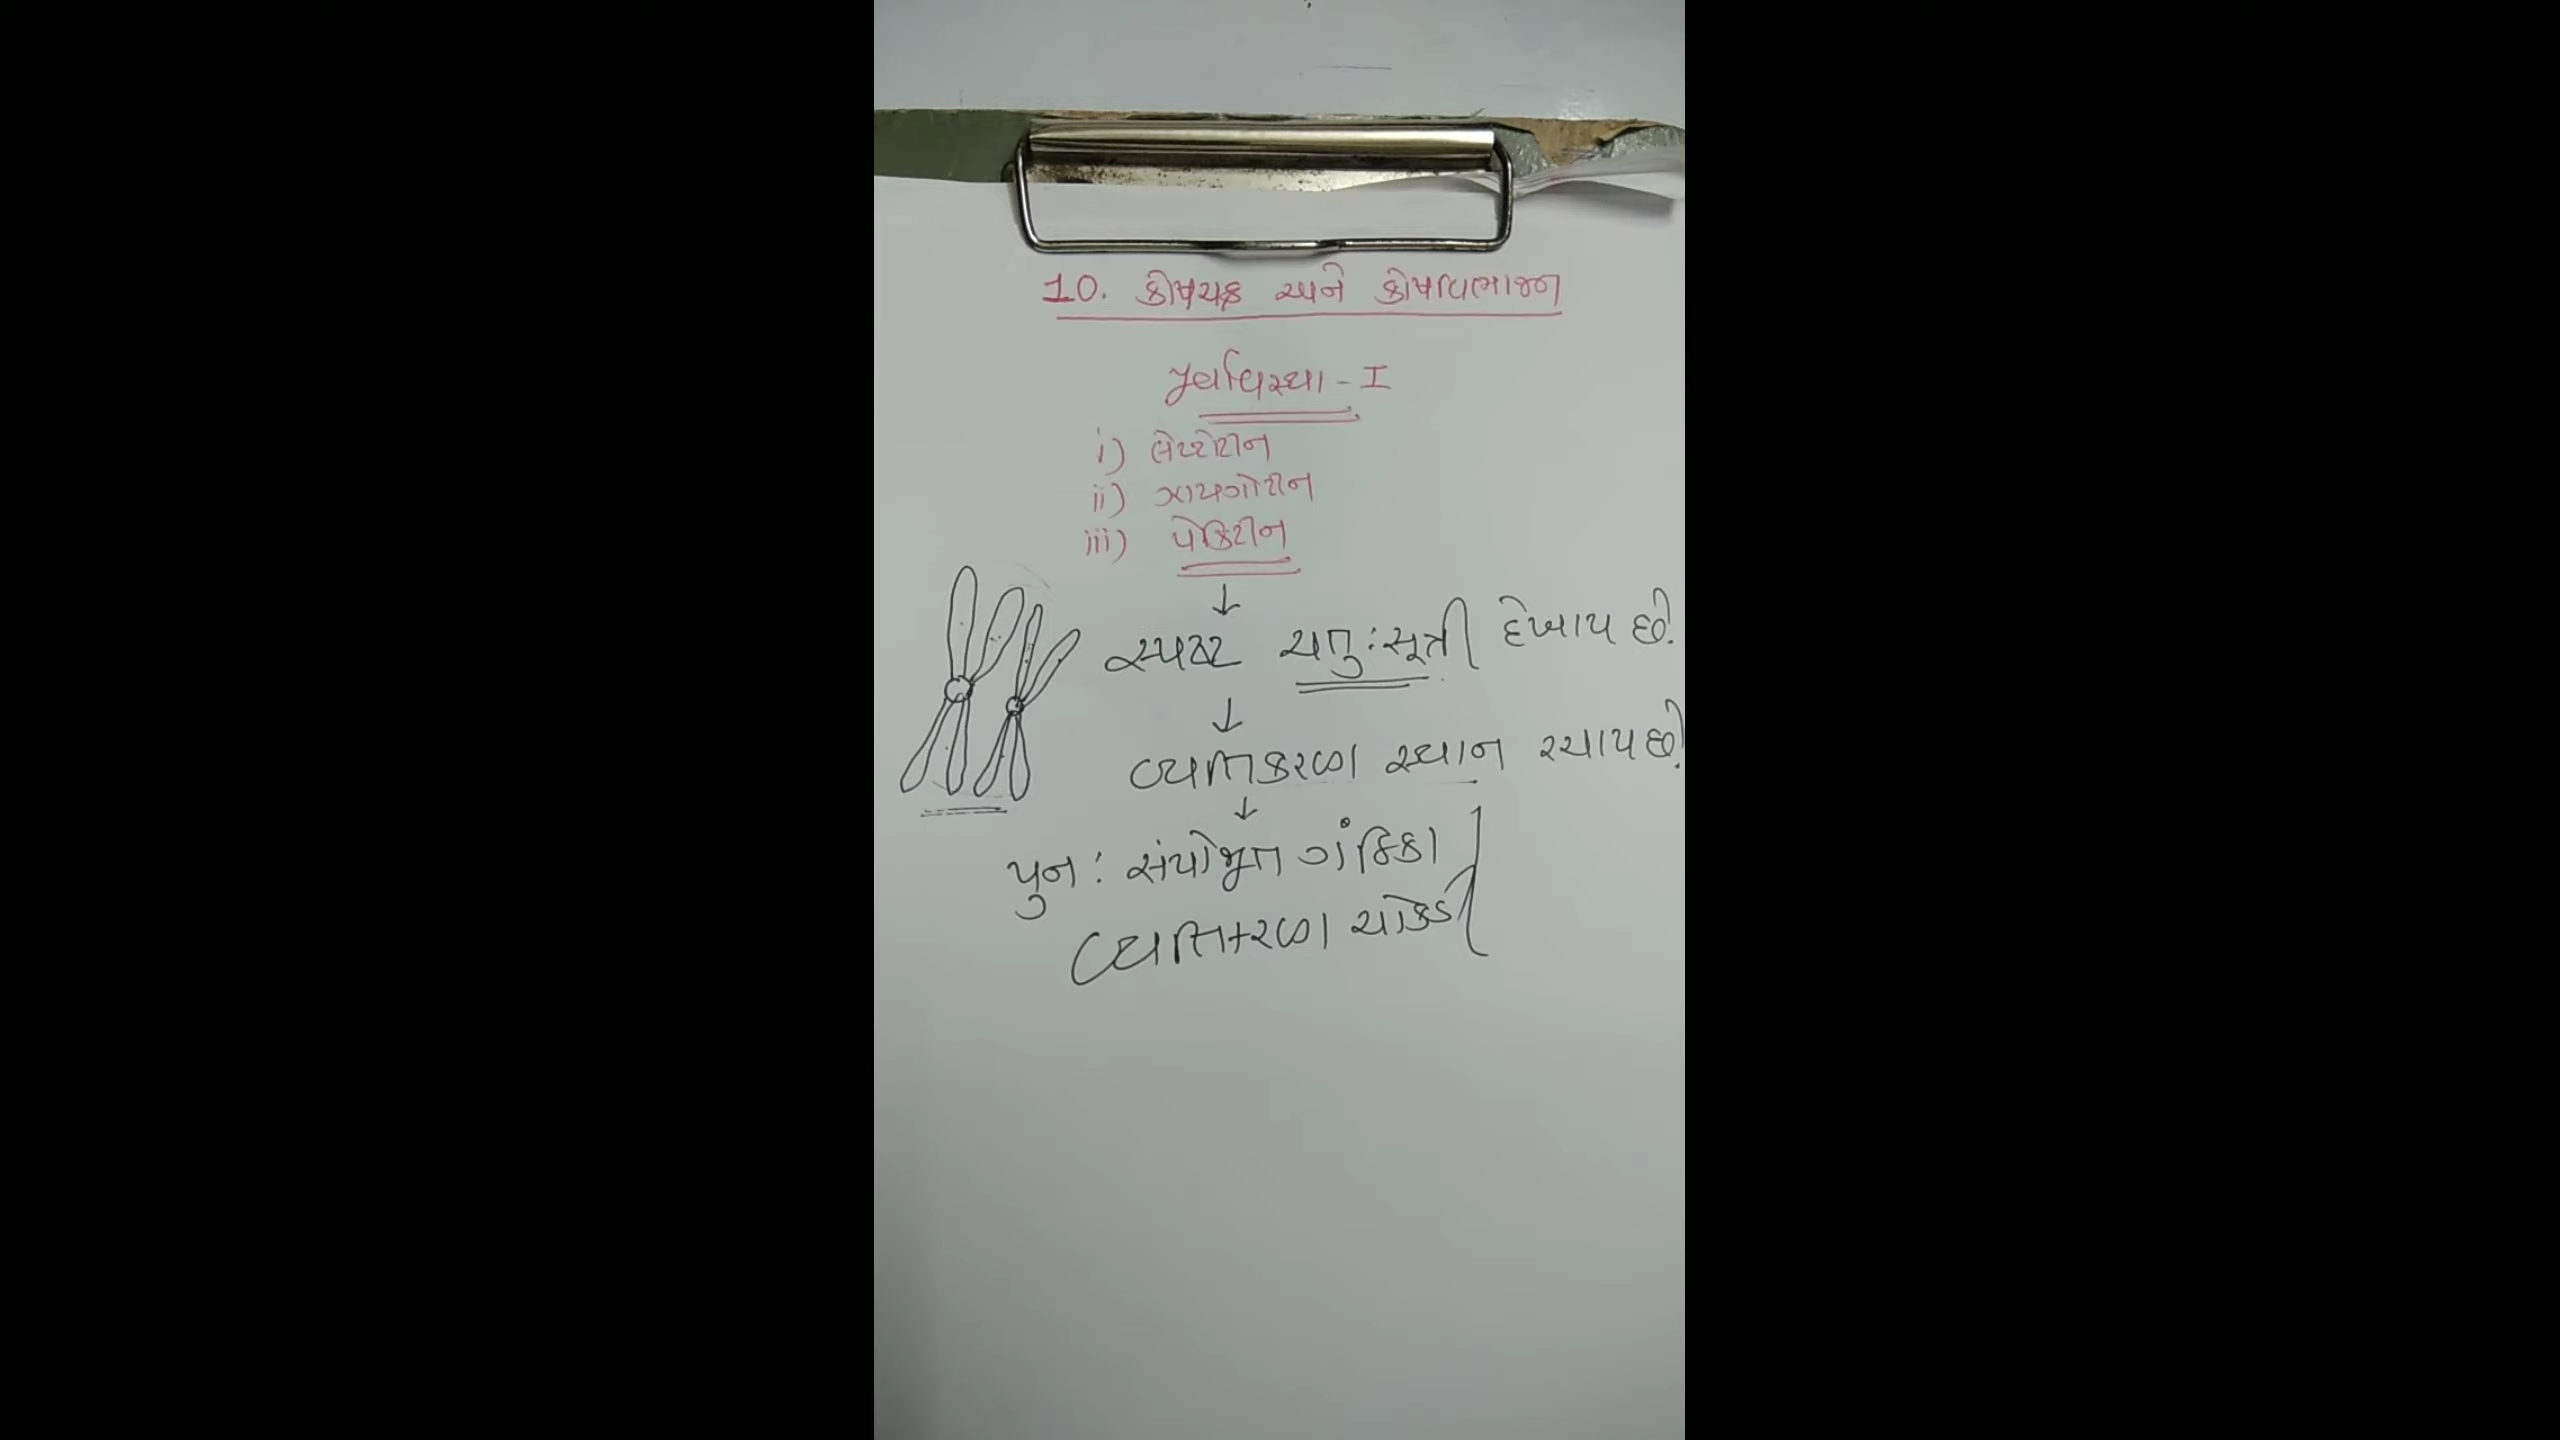 10. કોષચક્ર અને કોષવિભાજન
પૂર્વાવસ્થા - I
i) લેપ્ટોટીન
ii) ઝાયગોટીન
iii) પેકિટીન
↓
સ્પષ્ટ ચતુઃસૂત્રી દેખાય છે.
↓
વ્યતિકરણ સ્થાન રચાય છે.
↓
પુનઃ સંયોજીત ગંઠિકા
વ્યતિકરણ ચોકડી